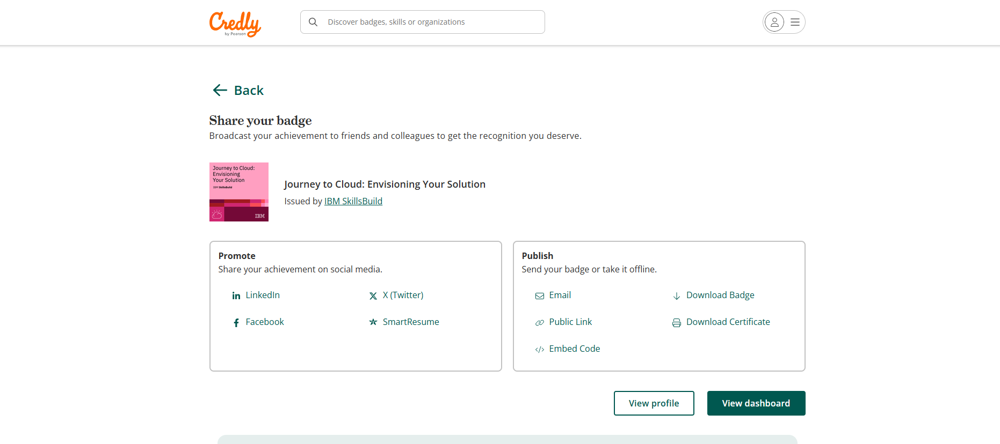 Credly
by Pearson
Discover badges, skills or organizations
Back
Share your badge
Broadcast your achievement to friends and colleagues to get the recognition you deserve.
Journey to Cloud:
Envisioning
Your Solution
IBM SkillsBuild
IBM
Journey to Cloud: Envisioning Your Solution
Issued by IBM SkillsBuild
Promote
Share your achievement on social media.
LinkedIn
X (Twitter)
Facebook
SmartResume
Publish
Send your badge or take it offline.
Email
Download Badge
Public Link
Download Certificate
Embed Code
View profile
View dashboard